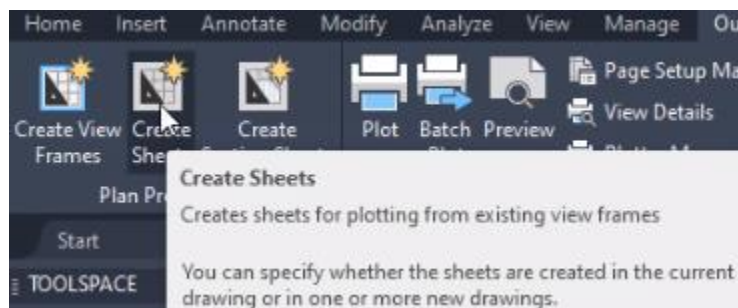 Home Insert Annotate Modify Analyze View Manage
Create View Create Create Plot Batch Preview Page Setup
Frames View Details
Plan
Create Sheets
Creates sheets for plotting from existing view frames
Start
You can specify whether the sheets are created in the current
TOOLSPACE
drawing or in one or more new drawings.